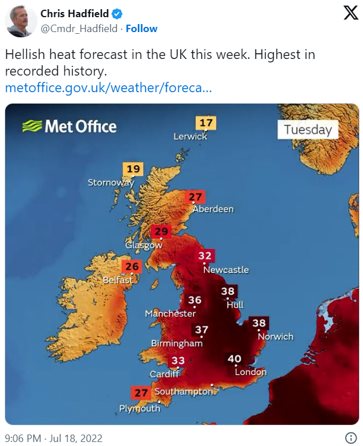 Chris Hadfield
@Cmdr_Hadfield · Follow
X
Hellish heat forecast in the UK this week. Highest in
recorded history.
metoffice.gov.uk/weather/foreca...
Met Office
Tuesday
17
Lerwick
19
Stornoway
27
Aberdeen
29
Glasgow
32
Newcastle
26
Belfast
38
Hull
36
Manchester
38
Norwich
37
Birmingham
33
Cardiff
40
London
Southampton
27
Plymouth
9:06 PM · Jul 18, 2022